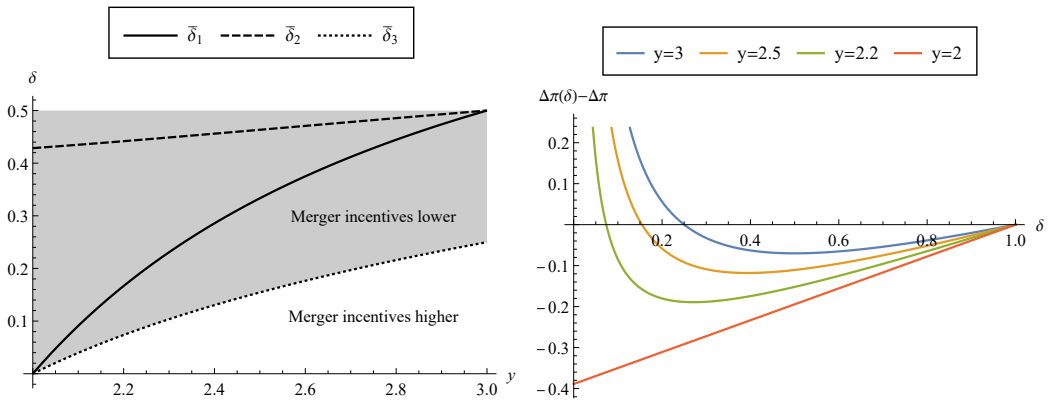 δ̄₁ δ̄₂ δ̄₃
δ
0.5
0.4
0.3
0.2
0.1
Merger incentives lower
Merger incentives higher
2.2 2.4 2.6 2.8 3.0 y
y=3 y=2.5 y=2.2 y=2
Δπ(δ)−Δπ
0.2
0.1
−0.1
−0.2
−0.3
−0.4
0.2 0.4 0.6 0.8 1.0 δ